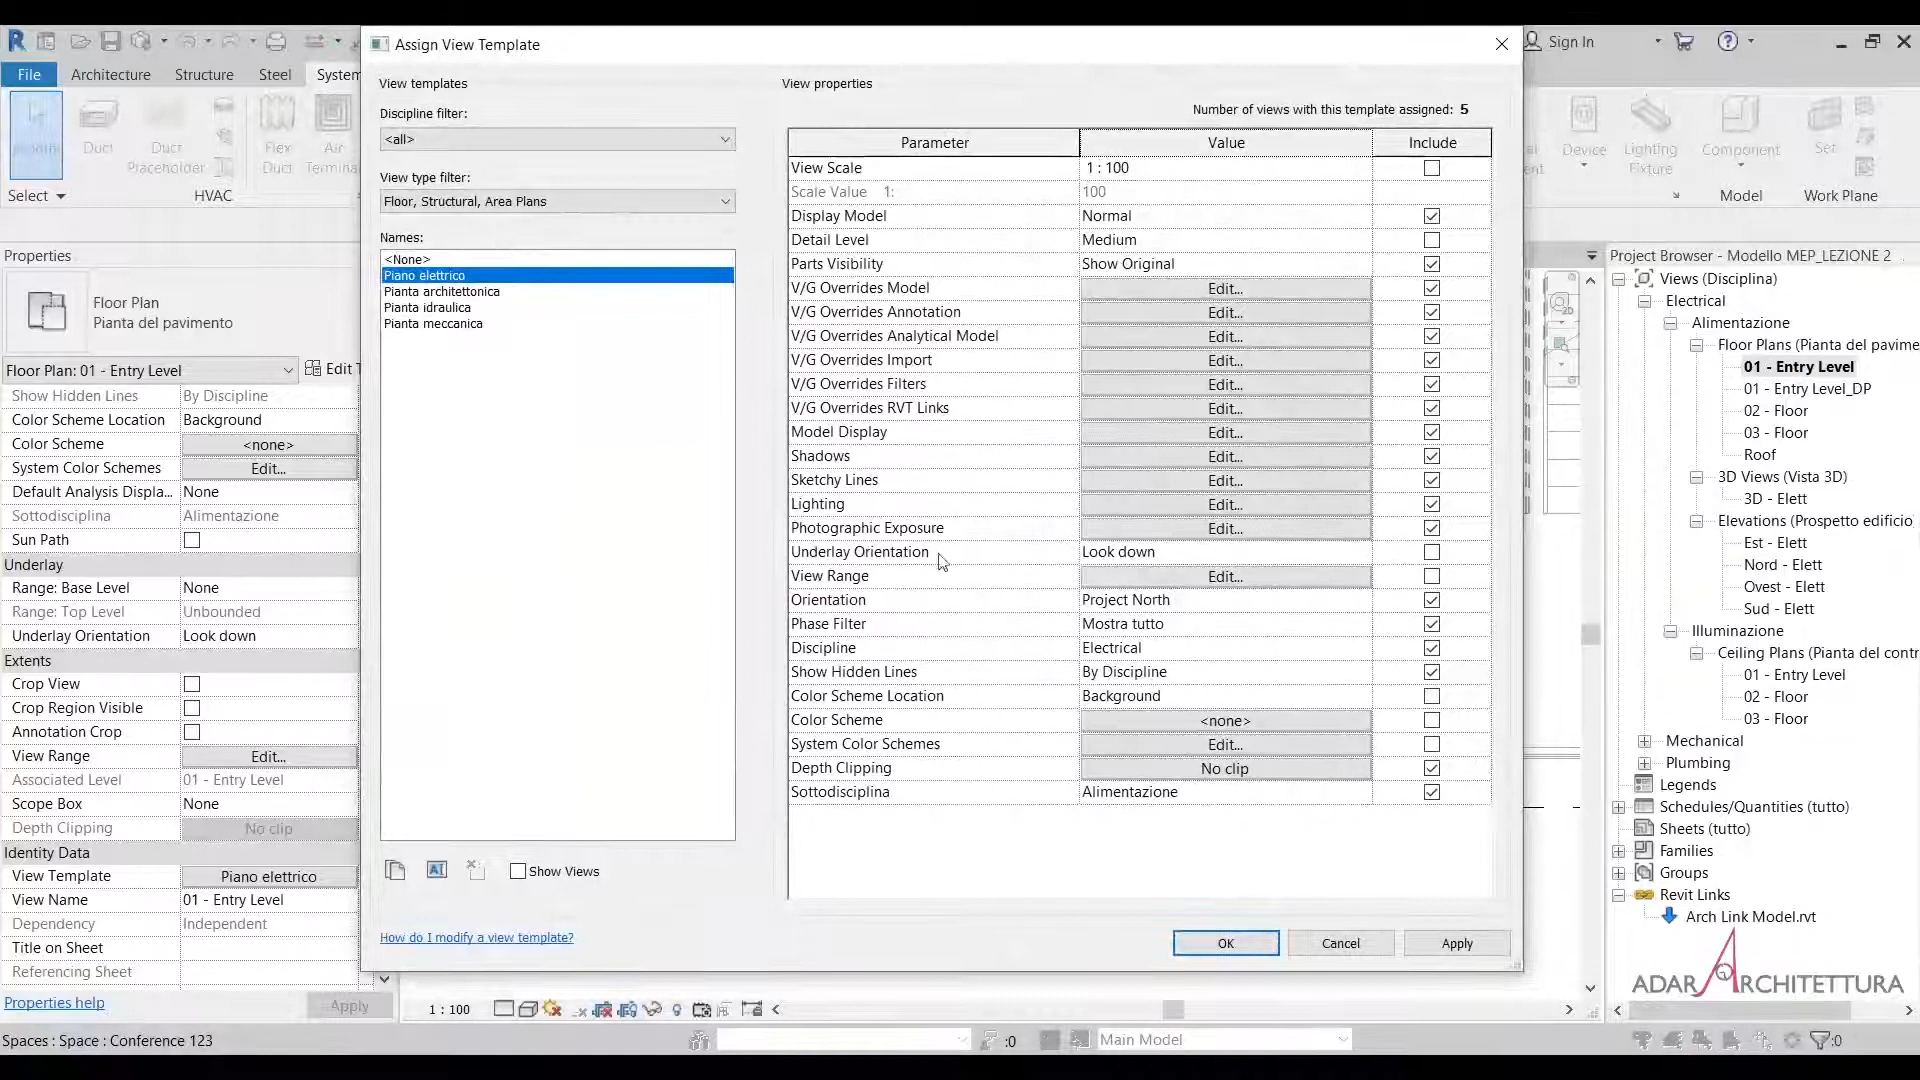 Assign View Template
Sign In
File
Architecture
Structure
Steel
System
Duct
Duct Placeholder
Flex Duct
Air Termina
Device
Lighting Fixture
Component
Set
Select
HVAC
Model
Work Plane
Properties
Floor Plan
Pianta del pavimento
Floor Plan: 01 - Entry Level
Edit T
Show Hidden Lines By Discipline
Color Scheme Location Background
Color Scheme <none>
System Color Schemes Edit...
Default Analysis Displa... None
Sottodisciplina Alimentazione
Sun Path
Underlay
Range: Base Level None
Range: Top Level Unbounded
Underlay Orientation Look down
Extents
Crop View
Crop Region Visible
Annotation Crop
View Range Edit...
Associated Level 01 - Entry Level
Scope Box None
Depth Clipping No clip
Identity Data
View Template Piano elettrico
View Name 01 - Entry Level
Dependency Independent
Title on Sheet
Referencing Sheet
Properties help
Apply
View templates
Discipline filter:
<all>
View type filter:
Floor, Structural, Area Plans
Names:
<None>
Piano elettrico
Pianta architettonica
Pianta idraulica
Pianta meccanica
Show Views
How do I modify a view template?
View properties
Number of views with this template assigned: 5
Parameter Value Include
View Scale 1 : 100
Scale Value 1: 100
Display Model Normal
Detail Level Medium
Parts Visibility Show Original
V/G Overrides Model Edit...
V/G Overrides Annotation Edit...
V/G Overrides Analytical Model Edit...
V/G Overrides Import Edit...
V/G Overrides Filters Edit...
V/G Overrides RVT Links Edit...
Model Display Edit...
Shadows Edit...
Sketchy Lines Edit...
Lighting Edit...
Photographic Exposure Edit...
Underlay Orientation Look down
View Range Edit...
Orientation Project North
Phase Filter Mostra tutto
Discipline Electrical
Show Hidden Lines By Discipline
Color Scheme Location Background
Color Scheme <none>
System Color Schemes Edit...
Depth Clipping No clip
Sottodisciplina Alimentazione
OK
Cancel
Apply
Project Browser - Modello MEP_LEZIONE 2
Views (Disciplina)
Electrical
Alimentazione
Floor Plans (Pianta del pavime
01 - Entry Level
01 - Entry Level_DP
02 - Floor
03 - Floor
Roof
3D Views (Vista 3D)
3D - Elett
Elevations (Prospetto edificio
Est - Elett
Nord - Elett
Ovest - Elett
Sud - Elett
Illuminazione
Ceiling Plans (Pianta del contr
01 - Entry Level
02 - Floor
03 - Floor
Mechanical
Plumbing
Legends
Schedules/Quantities (tutto)
Sheets (tutto)
Families
Groups
Revit Links
Arch Link Model.rvt
ADARARCHITETTURA
1 : 100
Spaces : Space : Conference 123
:0
Main Model
:0